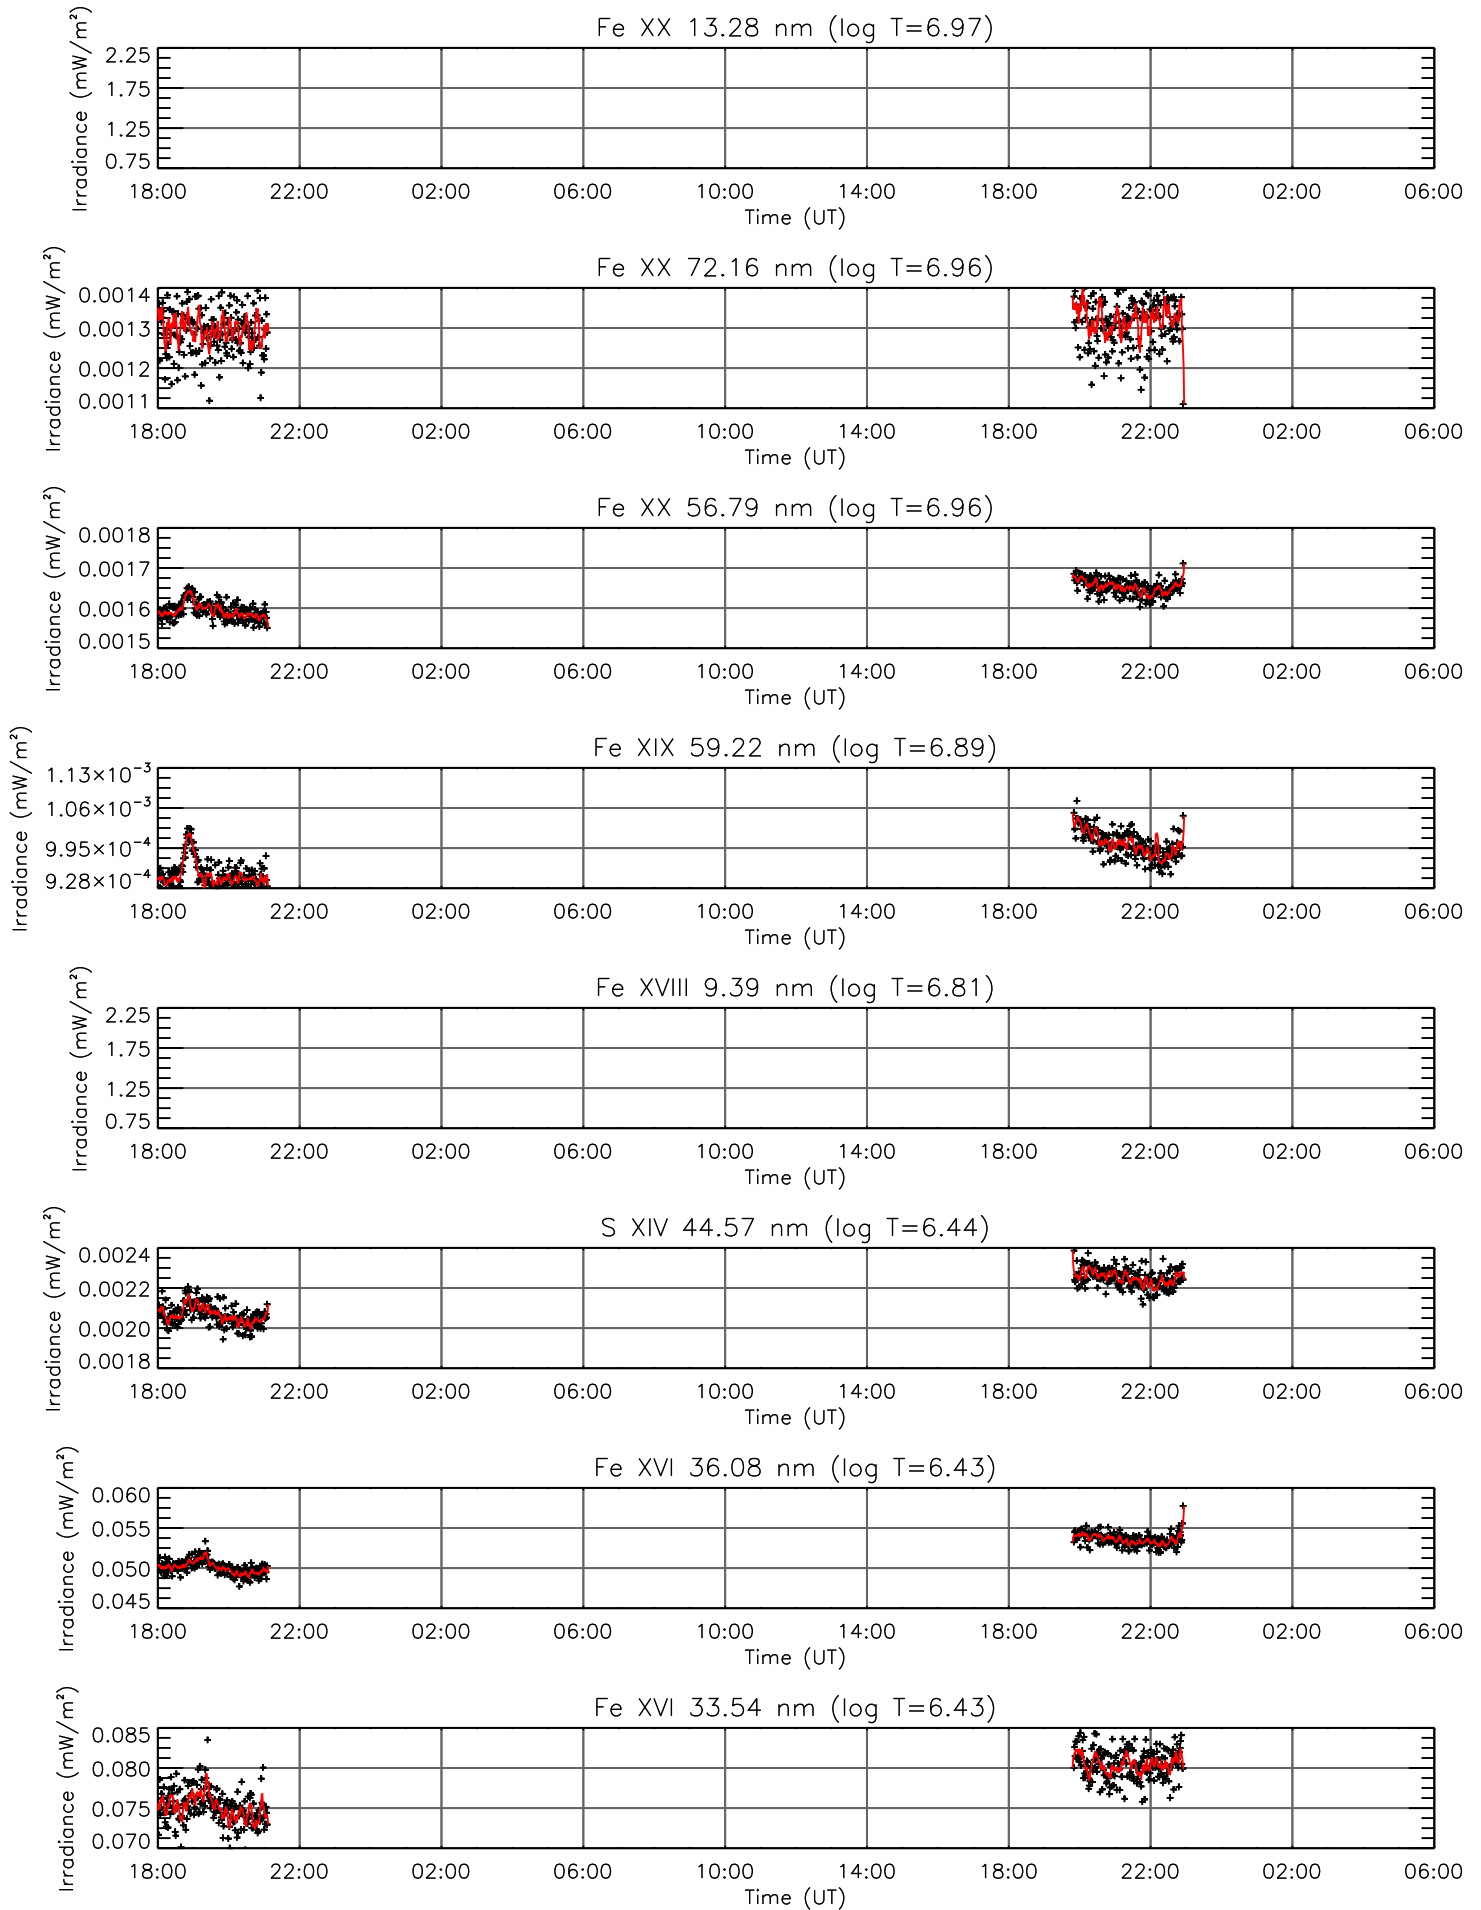 Fe XX 13.28 nm (log T=6.97)
Irradiance (mW/m²)
2.25
1.75
1.25
0.75
18:00 22:00 02:00 06:00 10:00 14:00 18:00 22:00 02:00 06:00
Time (UT)
Fe XX 72.16 nm (log T=6.96)
Irradiance (mW/m²)
0.0014
0.0013
0.0012
0.0011
18:00 22:00 02:00 06:00 10:00 14:00 18:00 22:00 02:00 06:00
Time (UT)
Fe XX 56.79 nm (log T=6.96)
Irradiance (mW/m²)
0.0018
0.0017
0.0016
0.0015
18:00 22:00 02:00 06:00 10:00 14:00 18:00 22:00 02:00 06:00
Time (UT)
Fe XIX 59.22 nm (log T=6.89)
Irradiance (mW/m²)
1.13×10⁻³
1.06×10⁻³
9.95×10⁻⁴
9.28×10⁻⁴
18:00 22:00 02:00 06:00 10:00 14:00 18:00 22:00 02:00 06:00
Time (UT)
Fe XVIII 9.39 nm (log T=6.81)
Irradiance (mW/m²)
2.25
1.75
1.25
0.75
18:00 22:00 02:00 06:00 10:00 14:00 18:00 22:00 02:00 06:00
Time (UT)
S XIV 44.57 nm (log T=6.44)
Irradiance (mW/m²)
0.0024
0.0022
0.0020
0.0018
18:00 22:00 02:00 06:00 10:00 14:00 18:00 22:00 02:00 06:00
Time (UT)
Fe XVI 36.08 nm (log T=6.43)
Irradiance (mW/m²)
0.060
0.055
0.050
0.045
18:00 22:00 02:00 06:00 10:00 14:00 18:00 22:00 02:00 06:00
Time (UT)
Fe XVI 33.54 nm (log T=6.43)
Irradiance (mW/m²)
0.085
0.080
0.075
0.070
18:00 22:00 02:00 06:00 10:00 14:00 18:00 22:00 02:00 06:00
Time (UT)